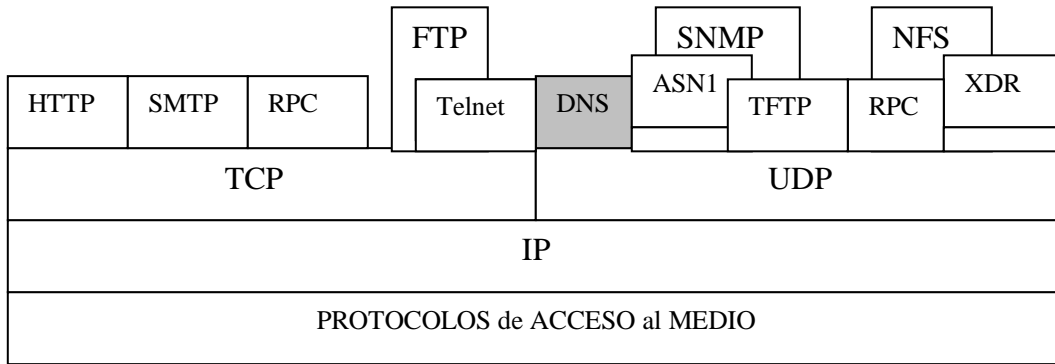 FTP
SNMP
NFS
HTTP
SMTP
RPC
Telnet
DNS
ASN1
TFTP
RPC
XDR
TCP
UDP
IP
PROTOCOLOS de ACCESO al MEDIO